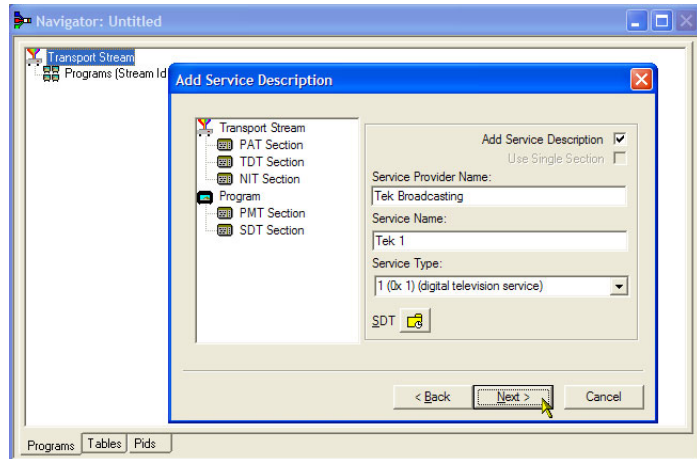 Navigator: Untitled
Transport Stream
Programs (Stream Id
Add Service Description
Transport Stream
PAT Section
TDT Section
NIT Section
Program
PMT Section
SDT Section
Add Service Description
Use Single Section
Service Provider Name:
Tek Broadcasting
Service Name:
Tek 1
Service Type:
1 (0x 1) (digital television service)
SDT
< Back
Next >
Cancel
Programs
Tables
Pids